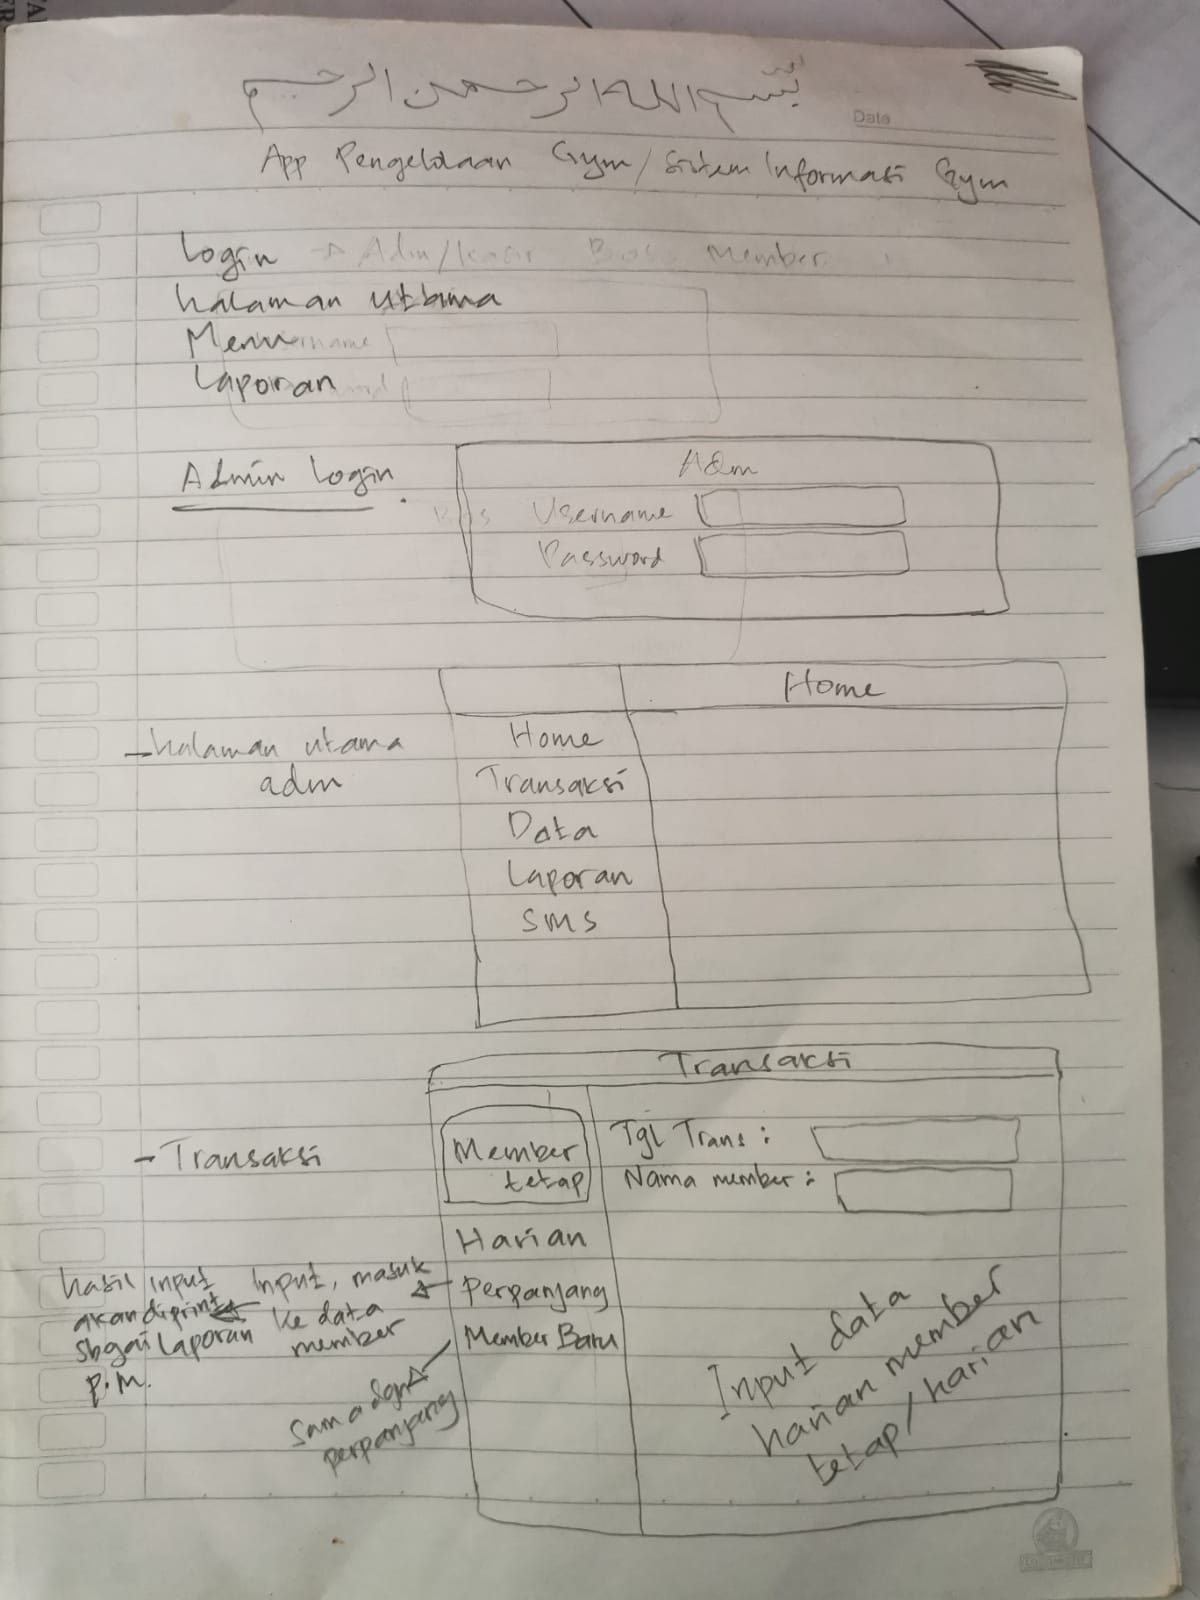 بسم الله الرحمن الرحيم
Date
App Pengelolaan Gym / Sistem Informasi Gym
Login → Adm/kasir Bos Member
halaman utama
Menu
Laporan
Admin Login.
Adm
Username
Password
Home
- halaman utama
adm
Home
Transaksi
Data
Laporan
SMS
Transaksi
- Transaksi
Member
tetap
Tgl Trans :
Nama member :
Harian
Perpanjang
Member Baru
Input, masuk
ke data
member
hasil input
akan diprint
sbgai Laporan
P.M.
Sama dgn
perpanjang
Input data
harian member
tetap / harian